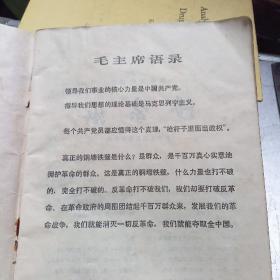 毛主席语录
领导我们事业的核心力量是中国共产党。
指导我们思想的理论基础是马克思列宁主义。
每个共产党员都应懂得这个真理，“枪杆子里面出政权”。
真正的铜墙铁壁是什么？是群众，是千百万真心实意地
拥护革命的群众。这是真正的铜墙铁壁，什么力量也打不破
的，完全打不破的。反革命打不破我们，我们却要打破反革
命。在革命政府的周围团结起千百万群众来，发展我们的革
命战争，我们就能消灭一切反革命，我们就能夺取全中国。